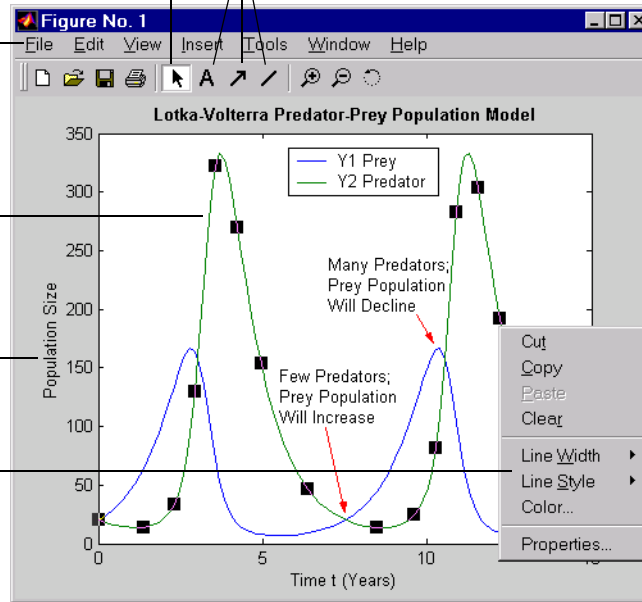 Figure No. 1
File Edit View Insert Tools Window Help
A
Lotka-Volterra Predator-Prey Population Model
350
300
250
200
150
100
50
0
Population Size
Y1 Prey
Y2 Predator
Many Predators;
Prey Population
Will Decline
Few Predators;
Prey Population
Will Increase
Cut
Copy
Paste
Clear
Line Width
Line Style
Color...
Properties...
0 5 10
Time t (Years)